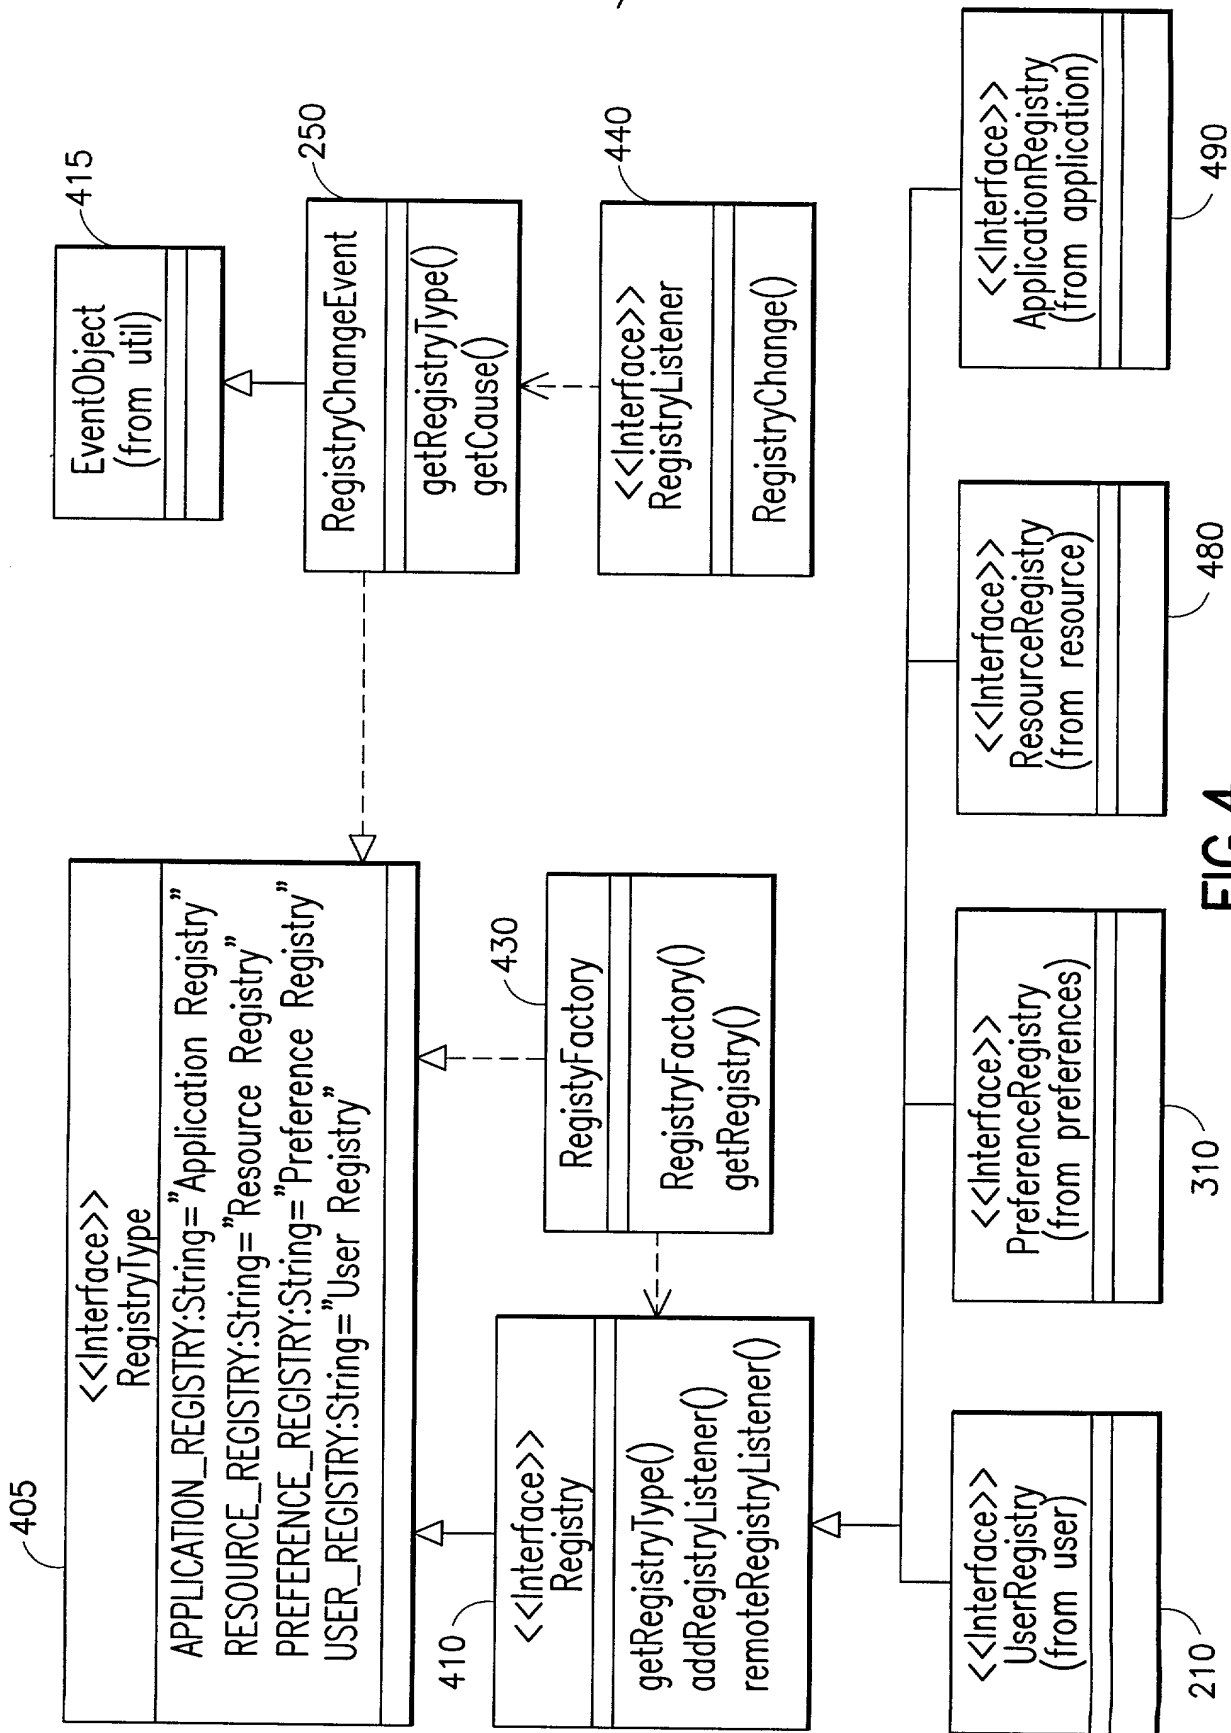 405
<<Interface>>
RegistryType
APPLICATION_REGISTRY:String="Application Registry"
RESOURCE_REGISTRY:String="Resource Registry"
PREFERENCE_REGISTRY:String="Preference Registry"
USER_REGISTRY:String="User Registry"
415
EventObject
(from util)
250
RegistryChangeEvent
getRegistryType()
getCause()
410
<<Interface>>
Registry
getRegistryType()
addRegistryListener()
remoteRegistryListener()
430
RegistyFactory
RegistryFactory()
getRegistry()
440
<<Interface>>
RegistryListener
RegistryChange()
<<Interface>>
UserRegistry
(from user)
210
<<Interface>>
PreferenceRegistry
(from preferences)
310
<<Interface>>
ResourceRegistry
(from resource)
480
<<Interface>>
ApplicationRegistry
(from application)
490
FIG.4